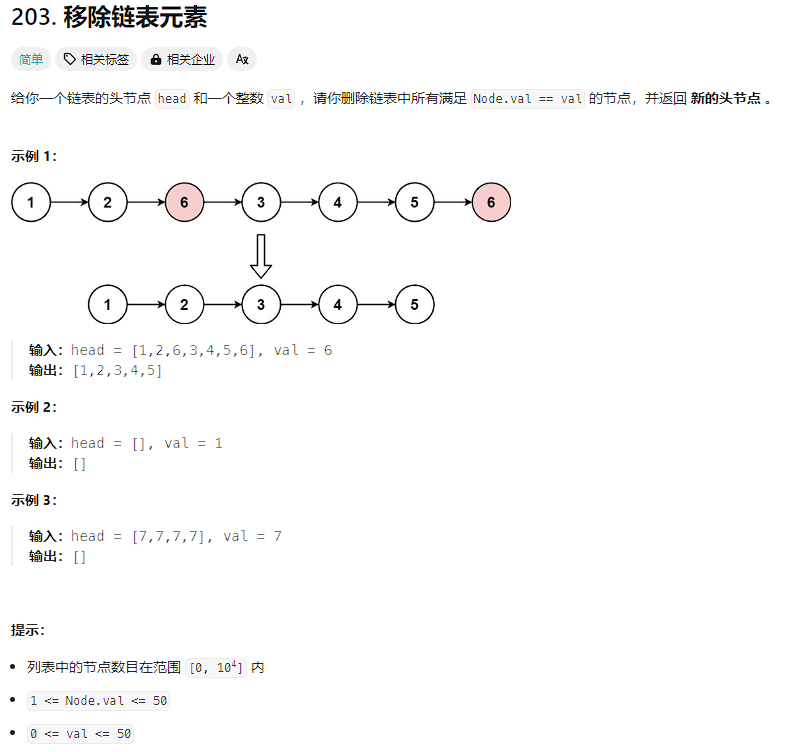 203. 移除链表元素
简单 相关标签 相关企业 Aあ
给你一个链表的头节点 head 和一个整数 val ，请你删除链表中所有满足 Node.val == val 的节点，并返回 新的头节点 。
示例 1：
1 2 6 3 4 5 6
1 2 3 4 5
输入：head = [1,2,6,3,4,5,6], val = 6
输出：[1,2,3,4,5]
示例 2：
输入：head = [], val = 1
输出：[]
示例 3：
输入：head = [7,7,7,7], val = 7
输出：[]
提示：
列表中的节点数目在范围 [0, 10⁴] 内
1 <= Node.val <= 50
0 <= val <= 50